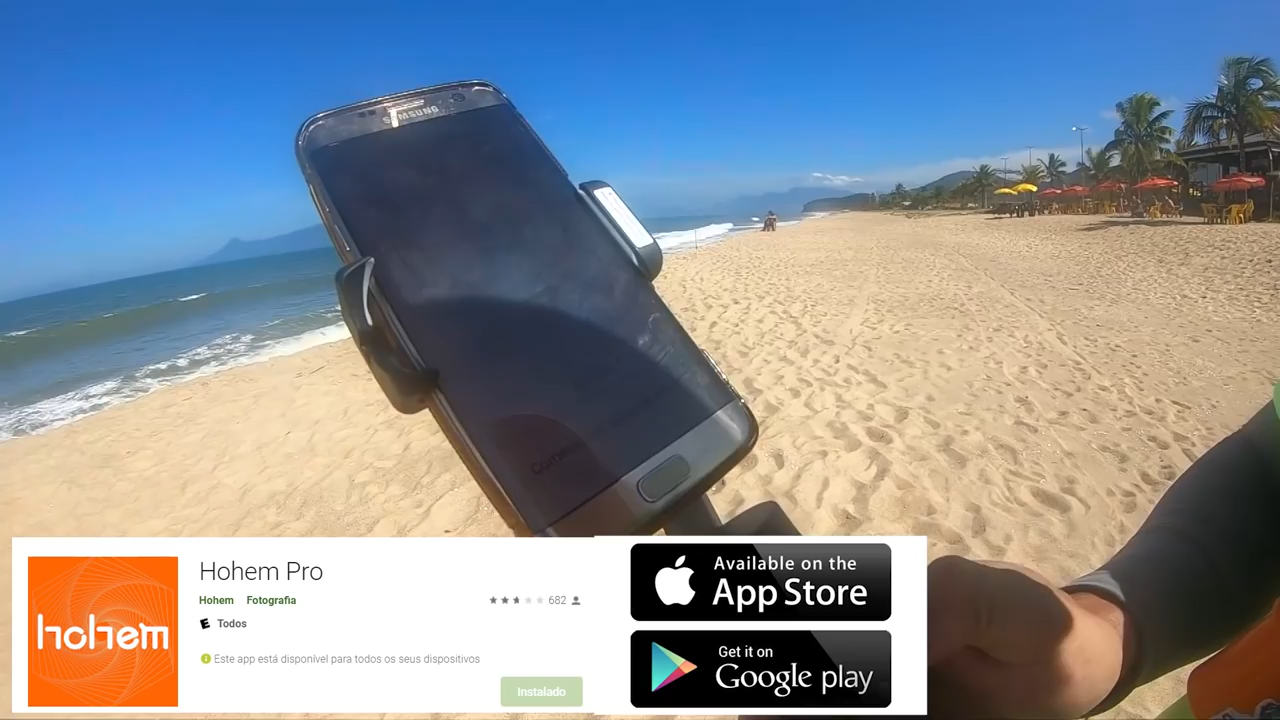 SAMSUNG
hohem
Hohem Pro
Hohem Fotografia
682
E Todos
Este app está disponível para todos os seus dispositivos
Instalado
Available on the
App Store
Get it on
Google play